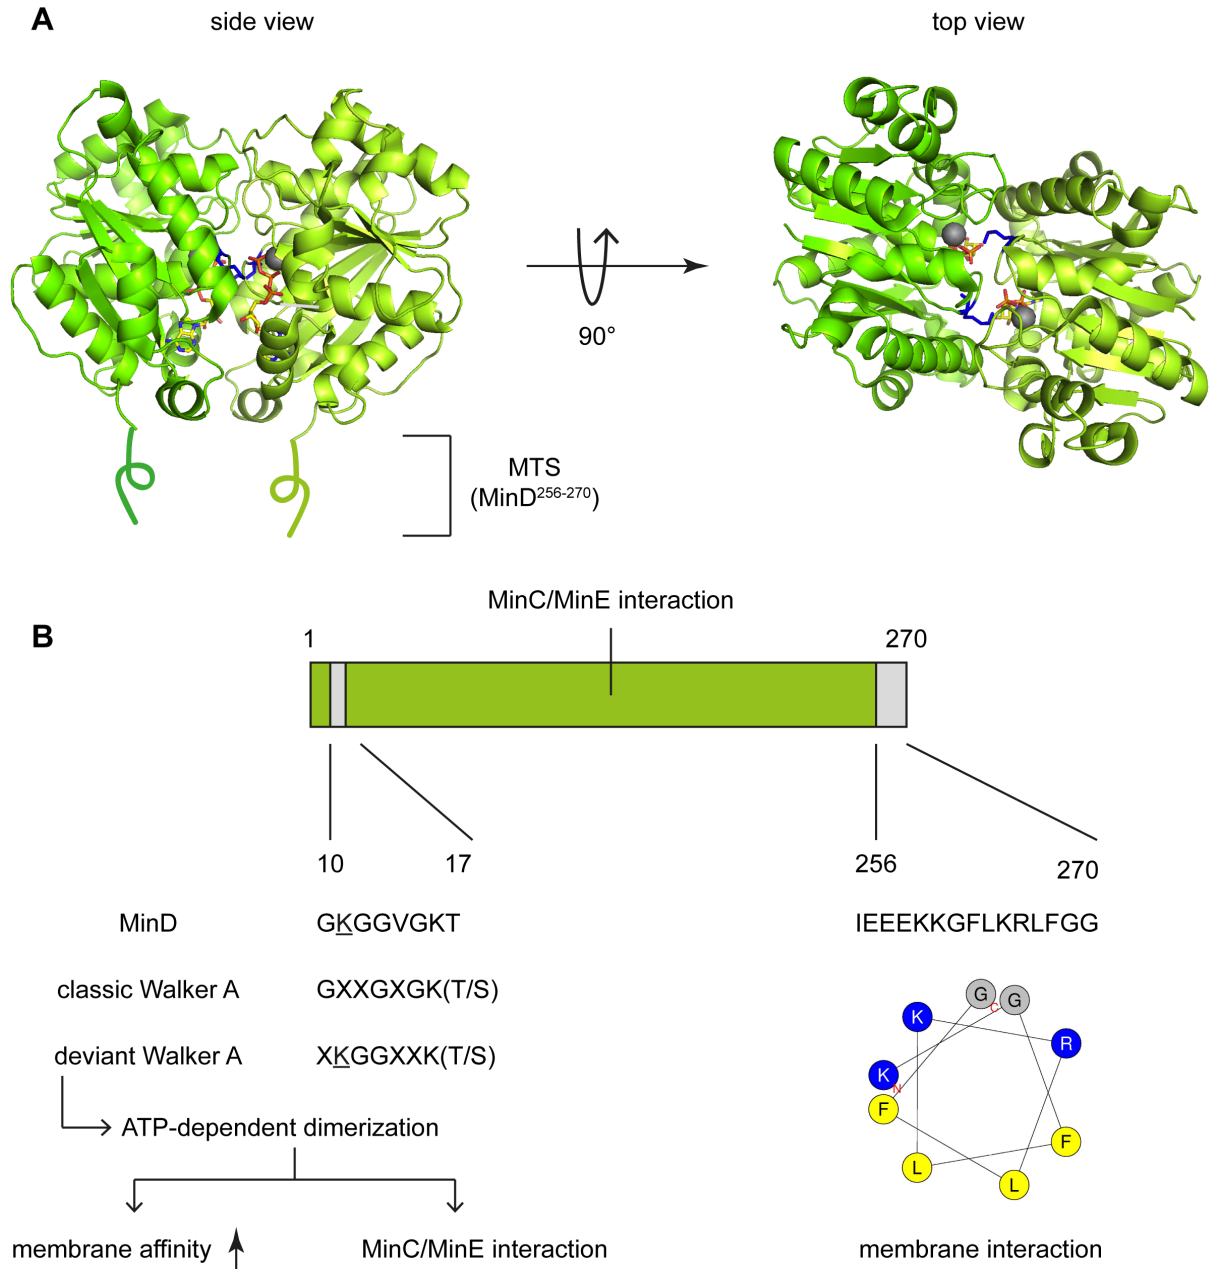 A
side view
top view
90°
MTS
(MinD256-270)
B
MinC/MinE interaction
1
270
10
17
256
270
MinD
GKGGVGKT
IEEEKKGFLKRLFGG
classic Walker A
GXXGXGK(T/S)
deviant Walker A
XKGGXXK(T/S)
ATP-dependent dimerization
membrane affinity
MinC/MinE interaction
G
G
C
K
R
K
N
F
F
L
L
membrane interaction